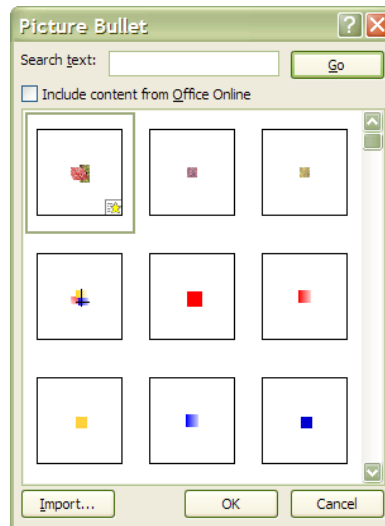 Picture Bullet
Search text:
Go
Include content from Office Online
Import...
OK
Cancel